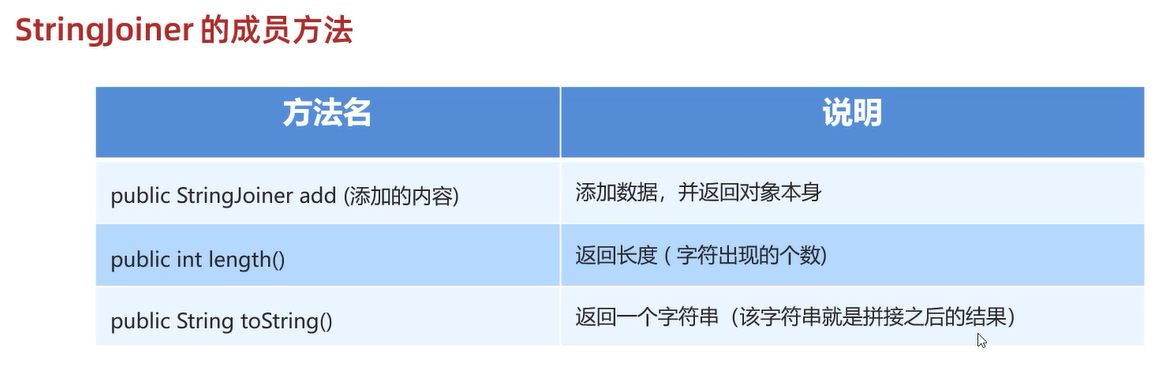 StringJoiner 的成员方法
方法名
说明
public StringJoiner add (添加的内容)
添加数据，并返回对象本身
public int length()
返回长度 ( 字符出现的个数)
public String toString()
返回一个字符串（该字符串就是拼接之后的结果）